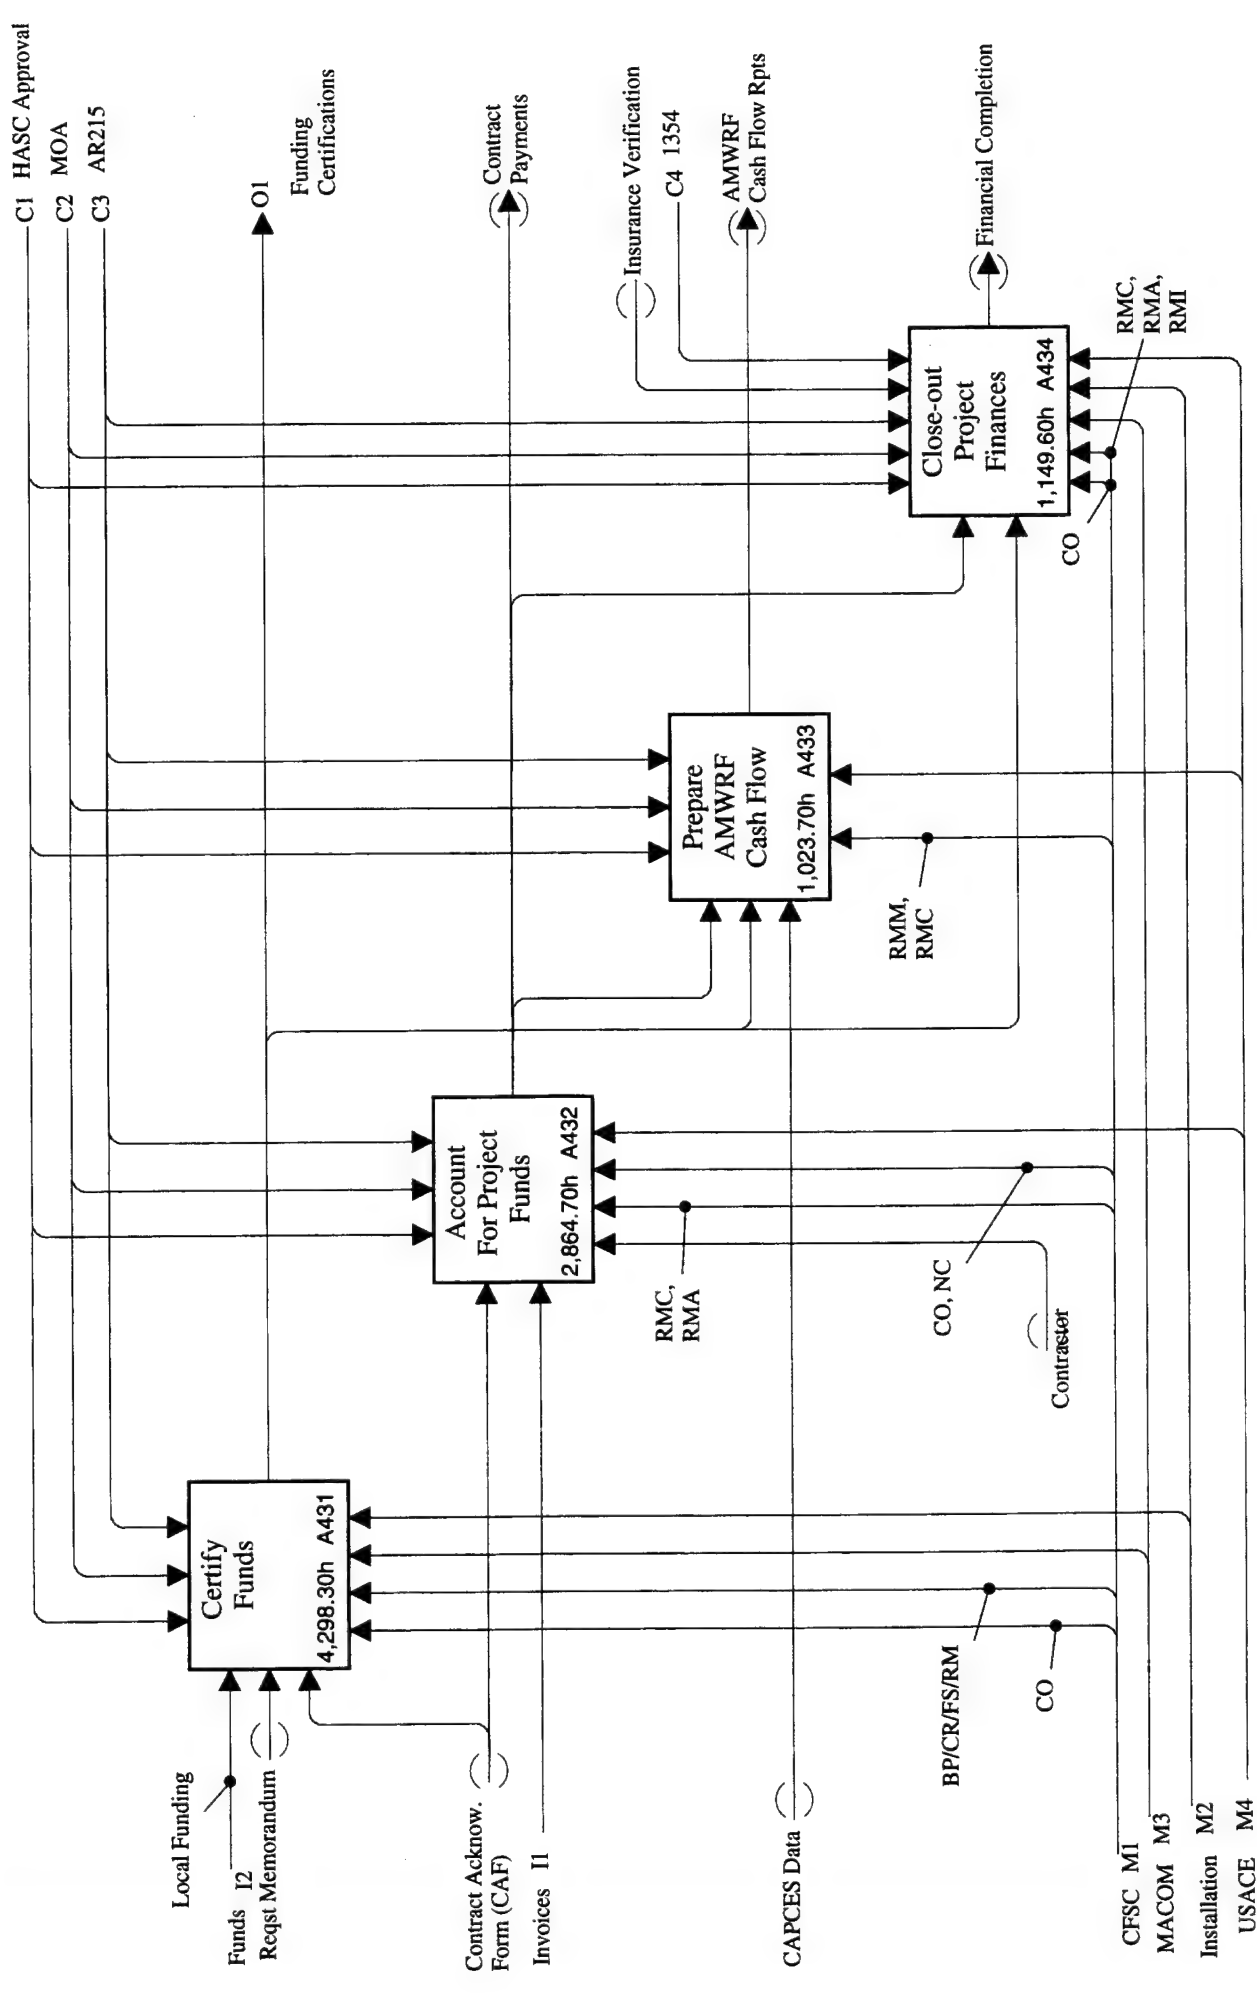 C1 HASC Approval
C2 MOA
C3 AR215
Local Funding
Funds I2
Reqst Memorandum
Certify
Funds
4,298.30h A431
O1
Funding
Certifications
Contract Acknow.
Form (CAF)
Invoices I1
Account
For Project
Funds
2,864.70h A432
Contract
Payments
RMC,
RMA
Insurance Verification
C4 1354
CAPCES Data
Prepare
AMWRF
Cash Flow
1,023.70h A433
AMWRF
Cash Flow Rpts
RMM,
RMC
BP/CR/FS/RM
CO
CO, NC
Contraster
Close-out
Project
Finances
1,149.60h A434
Financial Completion
CO
RMC,
RMA,
RMI
CFSC M1
MACOM M3
Installation M2
USACE M4